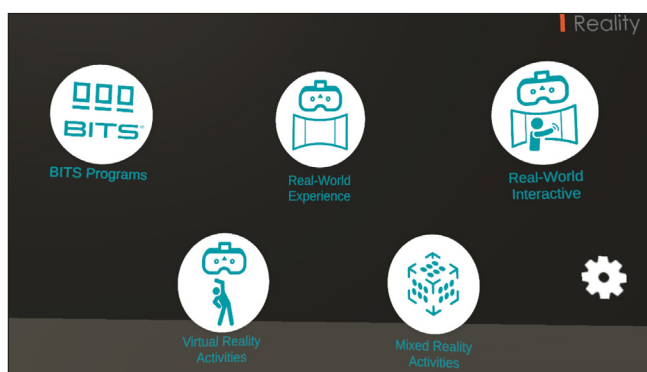 Reality
BITS
BITS Programs
Real-World
Experience
Real-World
Interactive
Virtual Reality
Activities
Mixed Reality
Activities